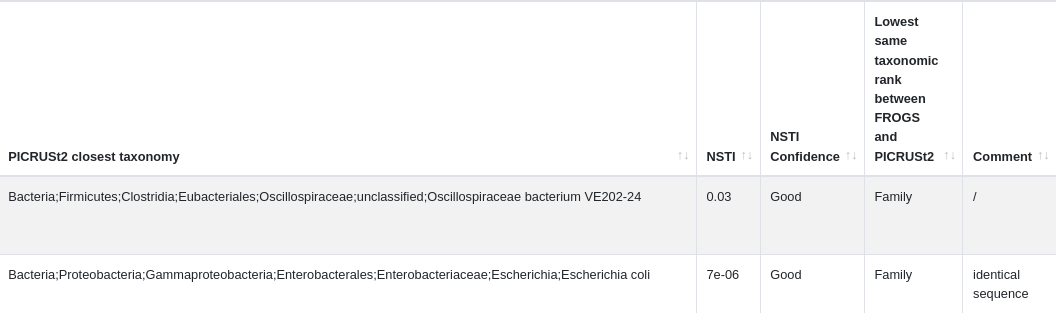 Lowest
same
taxonomic
rank
between
FROGS
NSTI and
PICRUSt2 closest taxonomy ↑↓ NSTI ↑↓ Confidence ↑↓ PICRUSt2 ↑↓ Comment ↑↓
Bacteria;Firmicutes;Clostridia;Eubacteriales;Oscillospiraceae;unclassified;Oscillospiraceae bacterium VE202-24 0.03 Good Family /
Bacteria;Proteobacteria;Gammaproteobacteria;Enterobacterales;Enterobacteriaceae;Escherichia;Escherichia coli 7e-06 Good Family identical
sequence